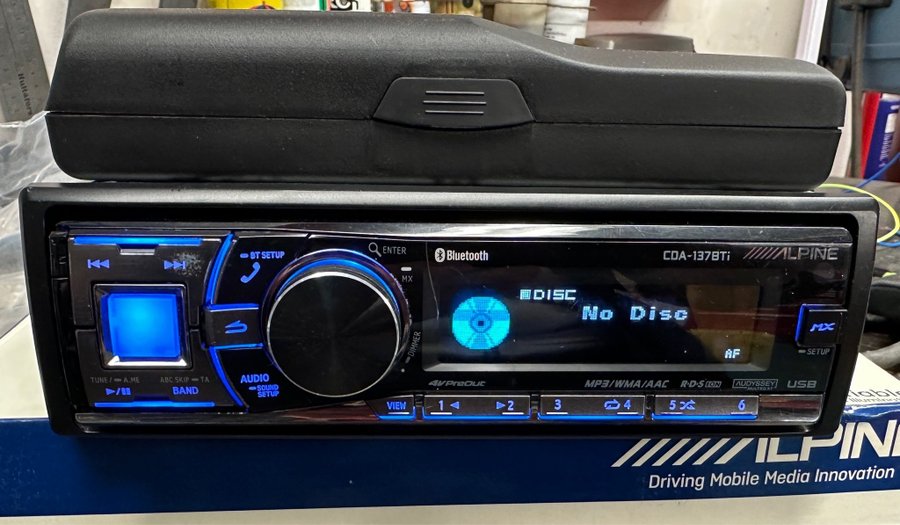 Hultafors
BT SETUP
ENTER
MX
DIMMER
Bluetooth
CDA-137BTi
ALPINE
DISC
No Disc
AF
MX
SETUP
TUNE/ A.ME
ABC SKIP TA
BAND
AUDIO
SOUND SETUP
4VPreOut
MP3/WMA/AAC
R·D·S
AUDYSSEY
USB
VIEW
1 2
3 4
5 6
ALPINE
Driving Mobile Media Innovation